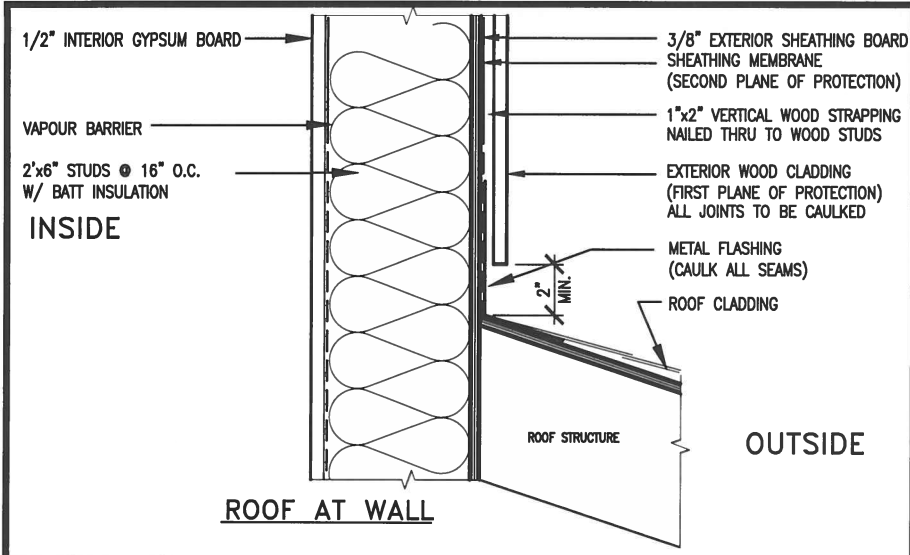 1/2" INTERIOR GYPSUM BOARD
VAPOUR BARRIER
2'x6" STUDS @ 16" O.C.
W/ BATT INSULATION
INSIDE
3/8" EXTERIOR SHEATHING BOARD
SHEATHING MEMBRANE
(SECOND PLANE OF PROTECTION)
1"x2" VERTICAL WOOD STRAPPING
NAILED THRU TO WOOD STUDS
EXTERIOR WOOD CLADDING
(FIRST PLANE OF PROTECTION)
ALL JOINTS TO BE CAULKED
METAL FLASHING
(CAULK ALL SEAMS)
2"
MIN.
ROOF CLADDING
ROOF STRUCTURE
OUTSIDE
ROOF AT WALL